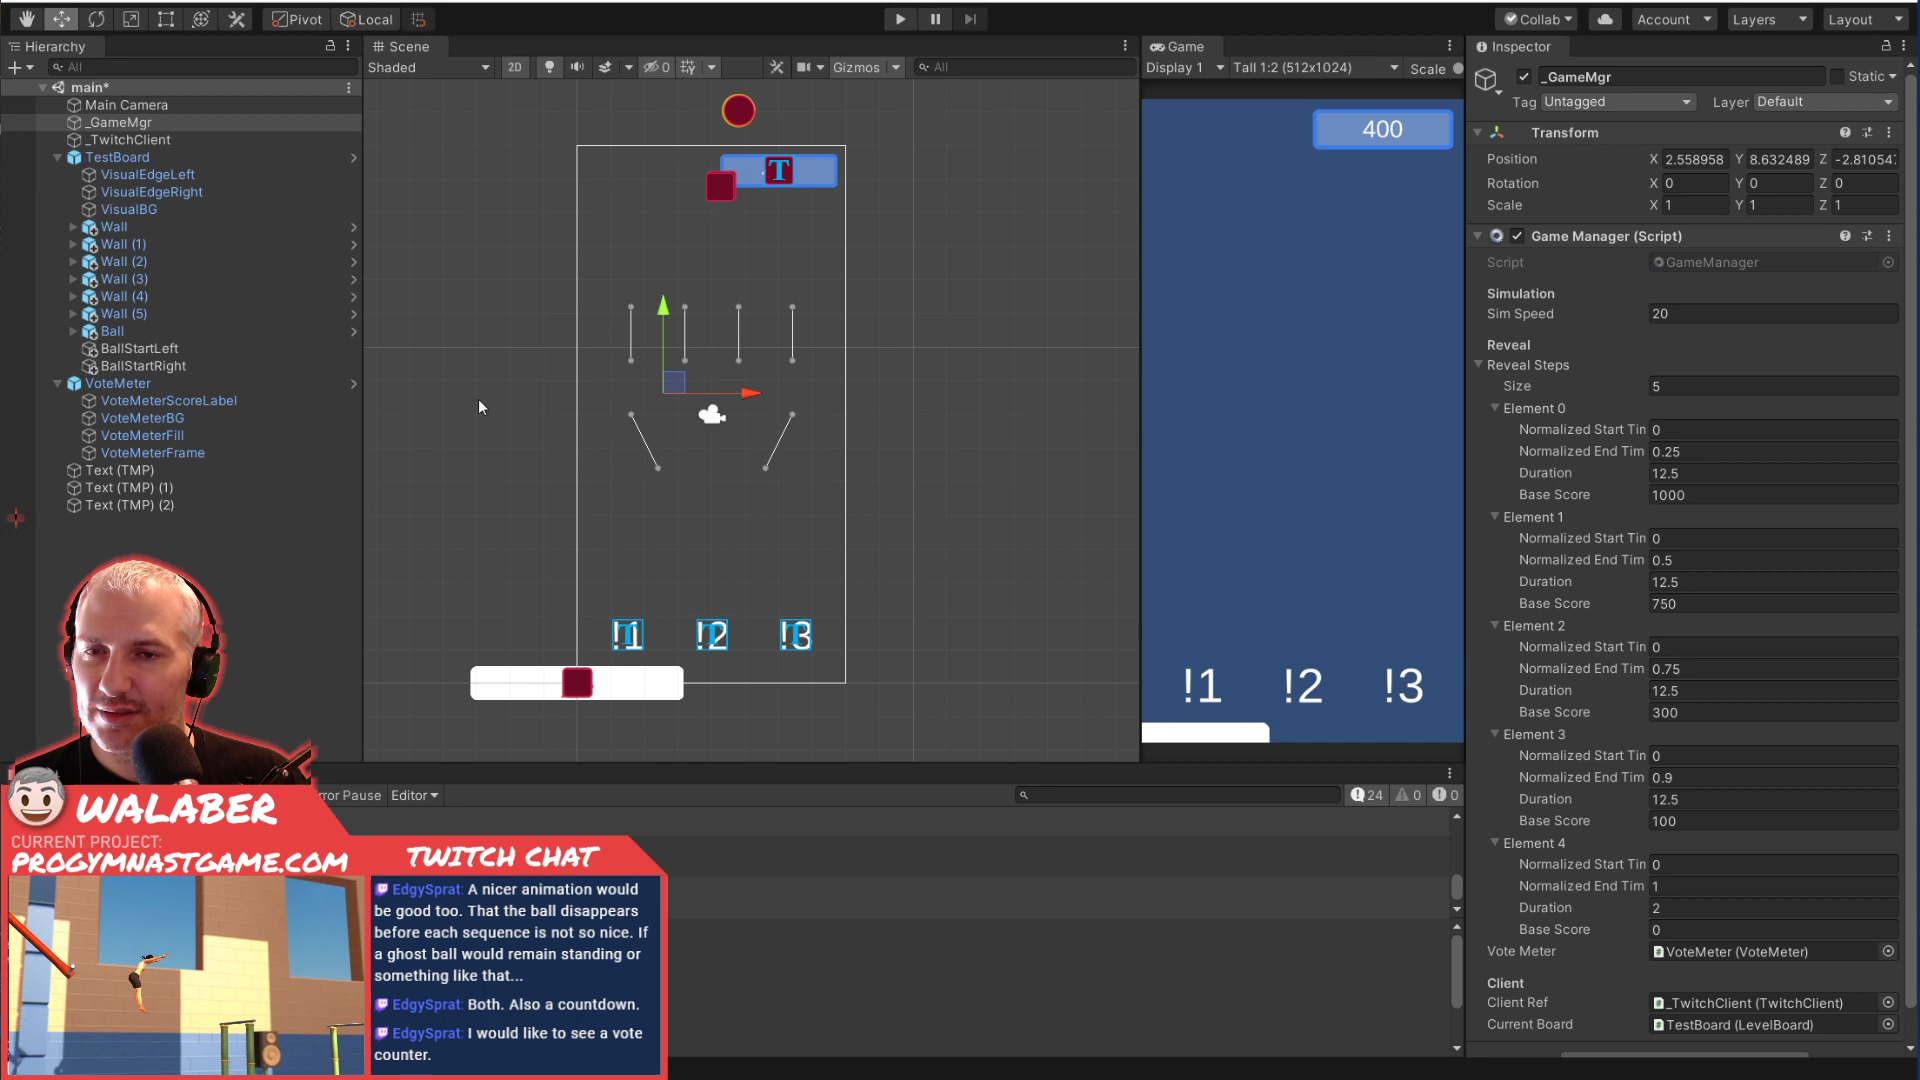 Pivot Local Collab Account Layers Layout
Hierarchy
All
main*
Main Camera
_GameMgr
_TwitchClient
TestBoard
VisualEdgeLeft
VisualEdgeRight
VisualBG
Wall
Wall (1)
Wall (2)
Wall (3)
Wall (4)
Wall (5)
Ball
BallStartLeft
BallStartRight
VoteMeter
VoteMeterScoreLabel
VoteMeterBG
VoteMeterFill
VoteMeterFrame
Text (TMP)
Text (TMP) (1)
Text (TMP) (2)
Scene
Shaded 2D 0 Gizmos All
T
!1 !2 !3
Game
Display 1 Tall 1:2 (512x1024) Scale
400
!1 !2 !3
Inspector
_GameMgr Static
Tag Untagged Layer Default
Transform
Position X 2.558958 Y 8.632489 Z -2.810547
Rotation X 0 Y 0 Z 0
Scale X 1 Y 1 Z 1
Game Manager (Script)
Script GameManager
Simulation
Sim Speed 20
Reveal
Reveal Steps
Size 5
Element 0
Normalized Start Tin 0
Normalized End Tim 0.25
Duration 12.5
Base Score 1000
Element 1
Normalized Start Tin 0
Normalized End Tim 0.5
Duration 12.5
Base Score 750
Element 2
Normalized Start Tin 0
Normalized End Tim 0.75
Duration 12.5
Base Score 300
Element 3
Normalized Start Tin 0
Normalized End Tim 0.9
Duration 12.5
Base Score 100
Element 4
Normalized Start Tin 0
Normalized End Tim 1
Duration 2
Base Score 0
Vote Meter VoteMeter (VoteMeter)
Client
Client Ref _TwitchClient (TwitchClient)
Current Board TestBoard (LevelBoard)
rror Pause Editor 24 0 0
WALABER
CURRENT PROJECT:
PROGYMNASTGAME.COM
TWITCH CHAT
EdgySprat: A nicer animation would
be good too. That the ball disappears
before each sequence is not so nice. If
a ghost ball would remain standing or
something like that...
EdgySprat: Both. Also a countdown.
EdgySprat: I would like to see a vote
counter.